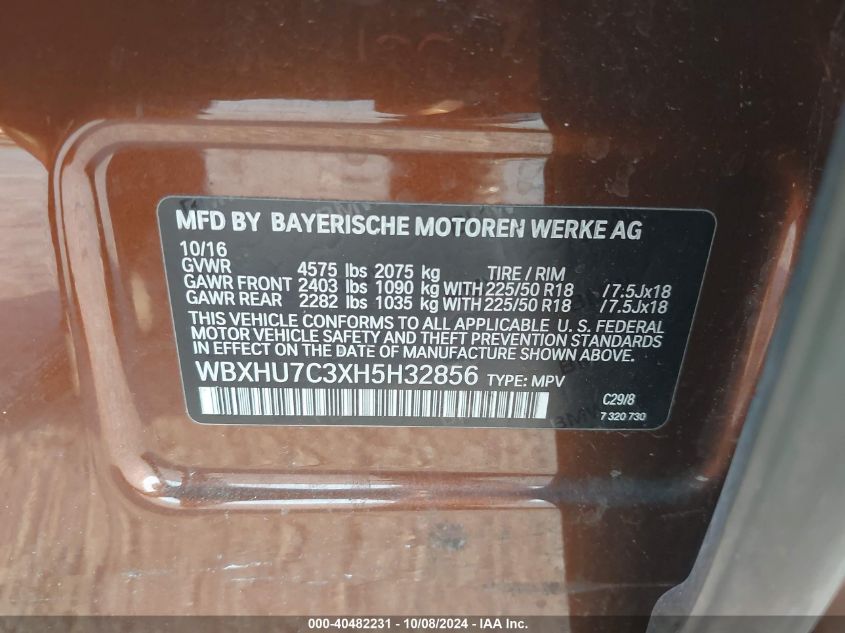 MFD BY BAYERISCHE MOTOREN WERKE AG
10/16
GVWR 4575 lbs 2075 kg TIRE / RIM
GAWR FRONT 2403 lbs 1090 kg WITH 225/50 R18 /7.5Jx18
GAWR REAR 2282 lbs 1035 kg WITH 225/50 R18 /7.5Jx18
THIS VEHICLE CONFORMS TO ALL APPLICABLE U. S. FEDERAL
MOTOR VEHICLE SAFETY AND THEFT PREVENTION STANDARDS
IN EFFECT ON THE DATE OF MANUFACTURE SHOWN ABOVE.
WBXHU7C3XH5H32856 TYPE: MPV
C29/8
7 320 730
000-40482231 - 10/08/2024 - IAA Inc.